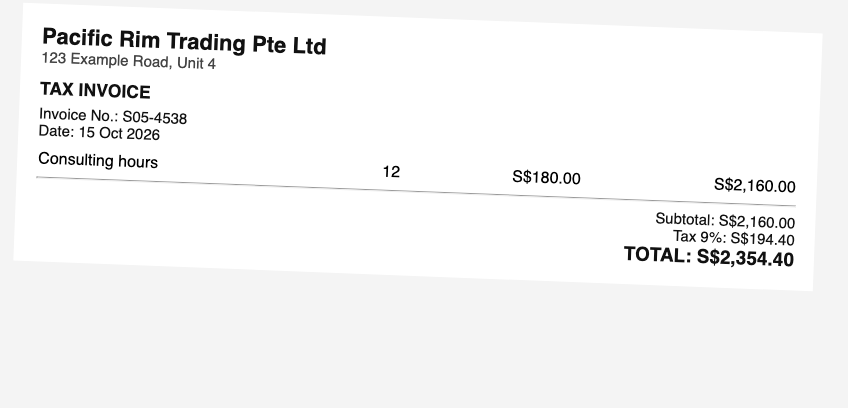 Pacific Rim Trading Pte Ltd
123 Example Road, Unit 4
TAX INVOICE
Invoice No.: S05-4538
Date: 15 Oct 2026
Consulting hours 12 S$180.00 S$2,160.00
Subtotal: S$2,160.00
Tax 9%: S$194.40
TOTAL: S$2,354.40